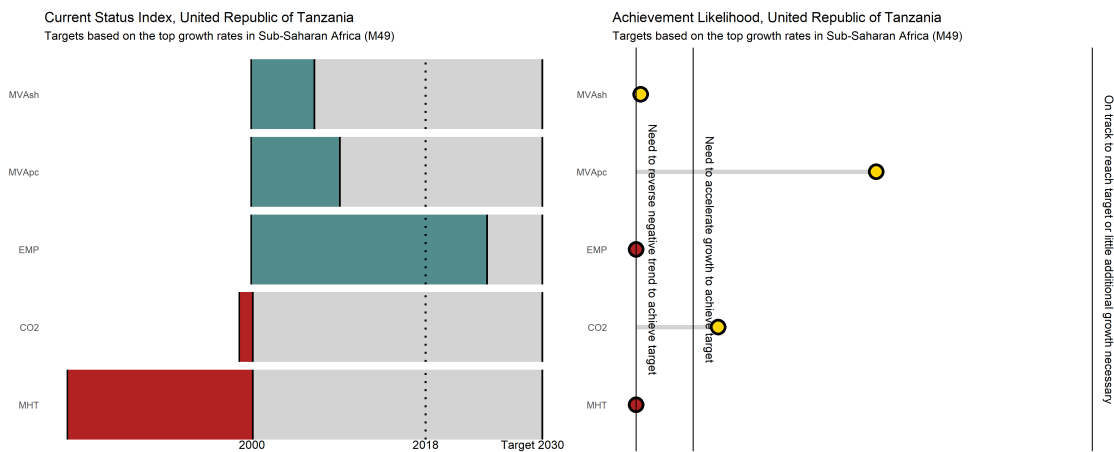 Current Status Index, United Republic of Tanzania
Targets based on the top growth rates in Sub-Saharan Africa (M49)
MVAsh
MVApc
EMP
CO2
MHT
2000
2018
Target 2030
Achievement Likelihood, United Republic of Tanzania
Targets based on the top growth rates in Sub-Saharan Africa (M49)
MVAsh
MVApc
EMP
CO2
MHT
Need to reverse negative trend to achieve target
Need to accelerate growth to achieve target
On track to reach target or little additional growth necessary